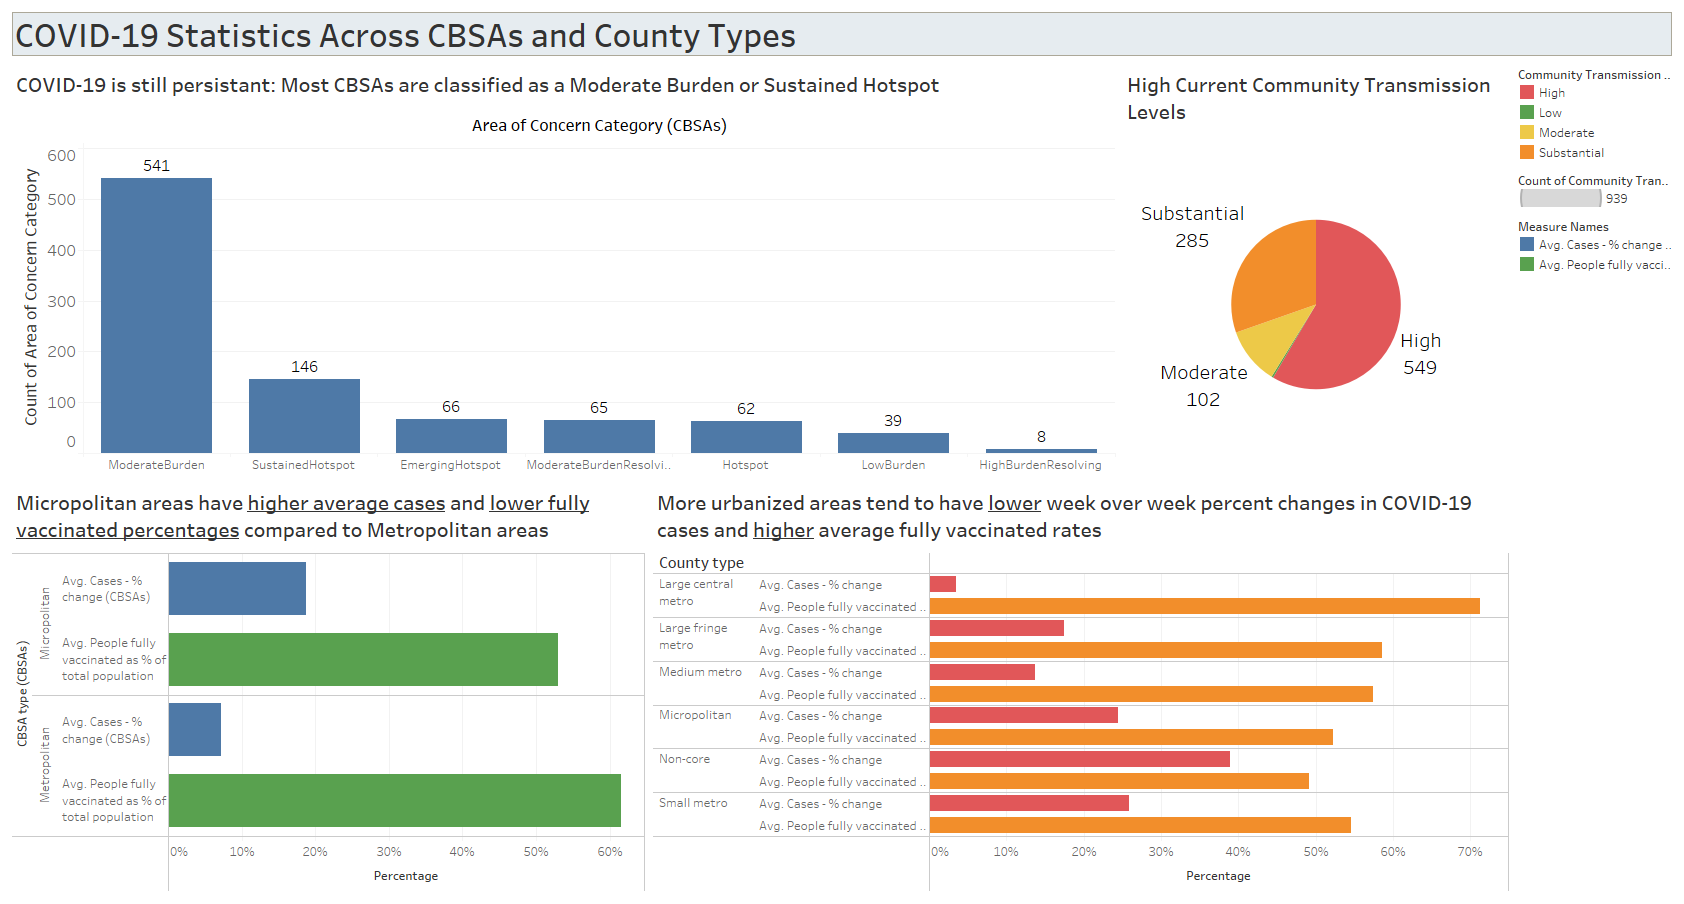 COVID-19 Statistics Across CBSAs and County Types
COVID-19 is still persistant: Most CBSAs are classified as a Moderate Burden or Sustained Hotspot
Area of Concern Category (CBSAs)
Count of Area of Concern Category
600
500
400
300
200
100
0
541
146
66
65
62
39
8
ModerateBurden
SustainedHotspot
EmergingHotspot
ModerateBurdenResolvi..
Hotspot
LowBurden
HighBurdenResolving
High Current Community Transmission
Levels
Substantial
285
High
549
Moderate
102
Community Transmission ..
High
Low
Moderate
Substantial
Count of Community Tran..
939
Measure Names
Avg. Cases - % change ..
Avg. People fully vacci..
Micropolitan areas have higher average cases and lower fully
vaccinated percentages compared to Metropolitan areas
CBSA type (CBSAs)
Micropolitan
Avg. Cases - %
change (CBSAs)
Avg. People fully
vaccinated as % of
total population
Metropolitan
Avg. Cases - %
change (CBSAs)
Avg. People fully
vaccinated as % of
total population
0%
10%
20%
30%
40%
50%
60%
Percentage
More urbanized areas tend to have lower week over week percent changes in COVID-19
cases and higher average fully vaccinated rates
County type
Large central
metro
Avg. Cases - % change
Avg. People fully vaccinated ..
Large fringe
metro
Avg. Cases - % change
Avg. People fully vaccinated ..
Medium metro
Avg. Cases - % change
Avg. People fully vaccinated ..
Micropolitan
Avg. Cases - % change
Avg. People fully vaccinated ..
Non-core
Avg. Cases - % change
Avg. People fully vaccinated ..
Small metro
Avg. Cases - % change
Avg. People fully vaccinated ..
0%
10%
20%
30%
40%
50%
60%
70%
Percentage